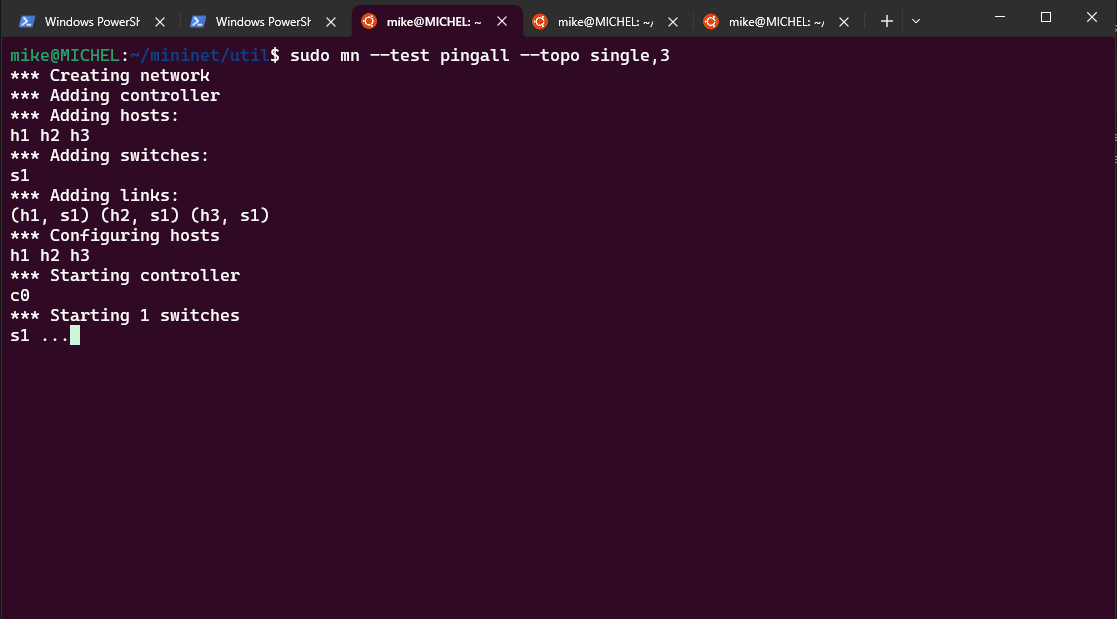 Windows PowerSh
Windows PowerSh
mike@MICHEL: ~
mike@MICHEL: ~/
mike@MICHEL: ~/
mike@MICHEL:~/mininet/util$ sudo mn --test pingall --topo single,3
*** Creating network
*** Adding controller
*** Adding hosts:
h1 h2 h3
*** Adding switches:
s1
*** Adding links:
(h1, s1) (h2, s1) (h3, s1)
*** Configuring hosts
h1 h2 h3
*** Starting controller
c0
*** Starting 1 switches
s1 ...